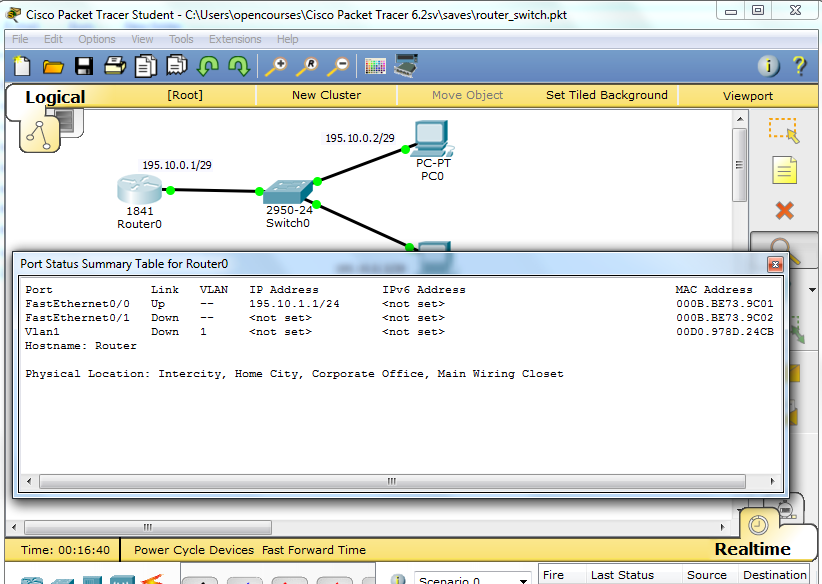 Cisco Packet Tracer Student - C:\Users\opencourses\Cisco Packet Tracer 6.2sv\saves\router_switch.pkt
File Edit Options View Tools Extensions Help
Logical [Root] New Cluster Move Object Set Tiled Background Viewport
195.10.0.2/29
195.10.0.1/29
PC-PT
PC0
1841
Router0
2950-24
Switch0
Port Status Summary Table for Router0
Port Link VLAN IP Address IPv6 Address MAC Address
FastEthernet0/0 Up -- 195.10.1.1/24 <not set> 000B.BE73.9C01
FastEthernet0/1 Down -- <not set> <not set> 000B.BE73.9C02
Vlan1 Down 1 <not set> <not set> 00D0.978D.24CB
Hostname: Router
Physical Location: Intercity, Home City, Corporate Office, Main Wiring Closet
Time: 00:16:40 Power Cycle Devices Fast Forward Time Realtime
Scenario 0 Fire Last Status Source Destination